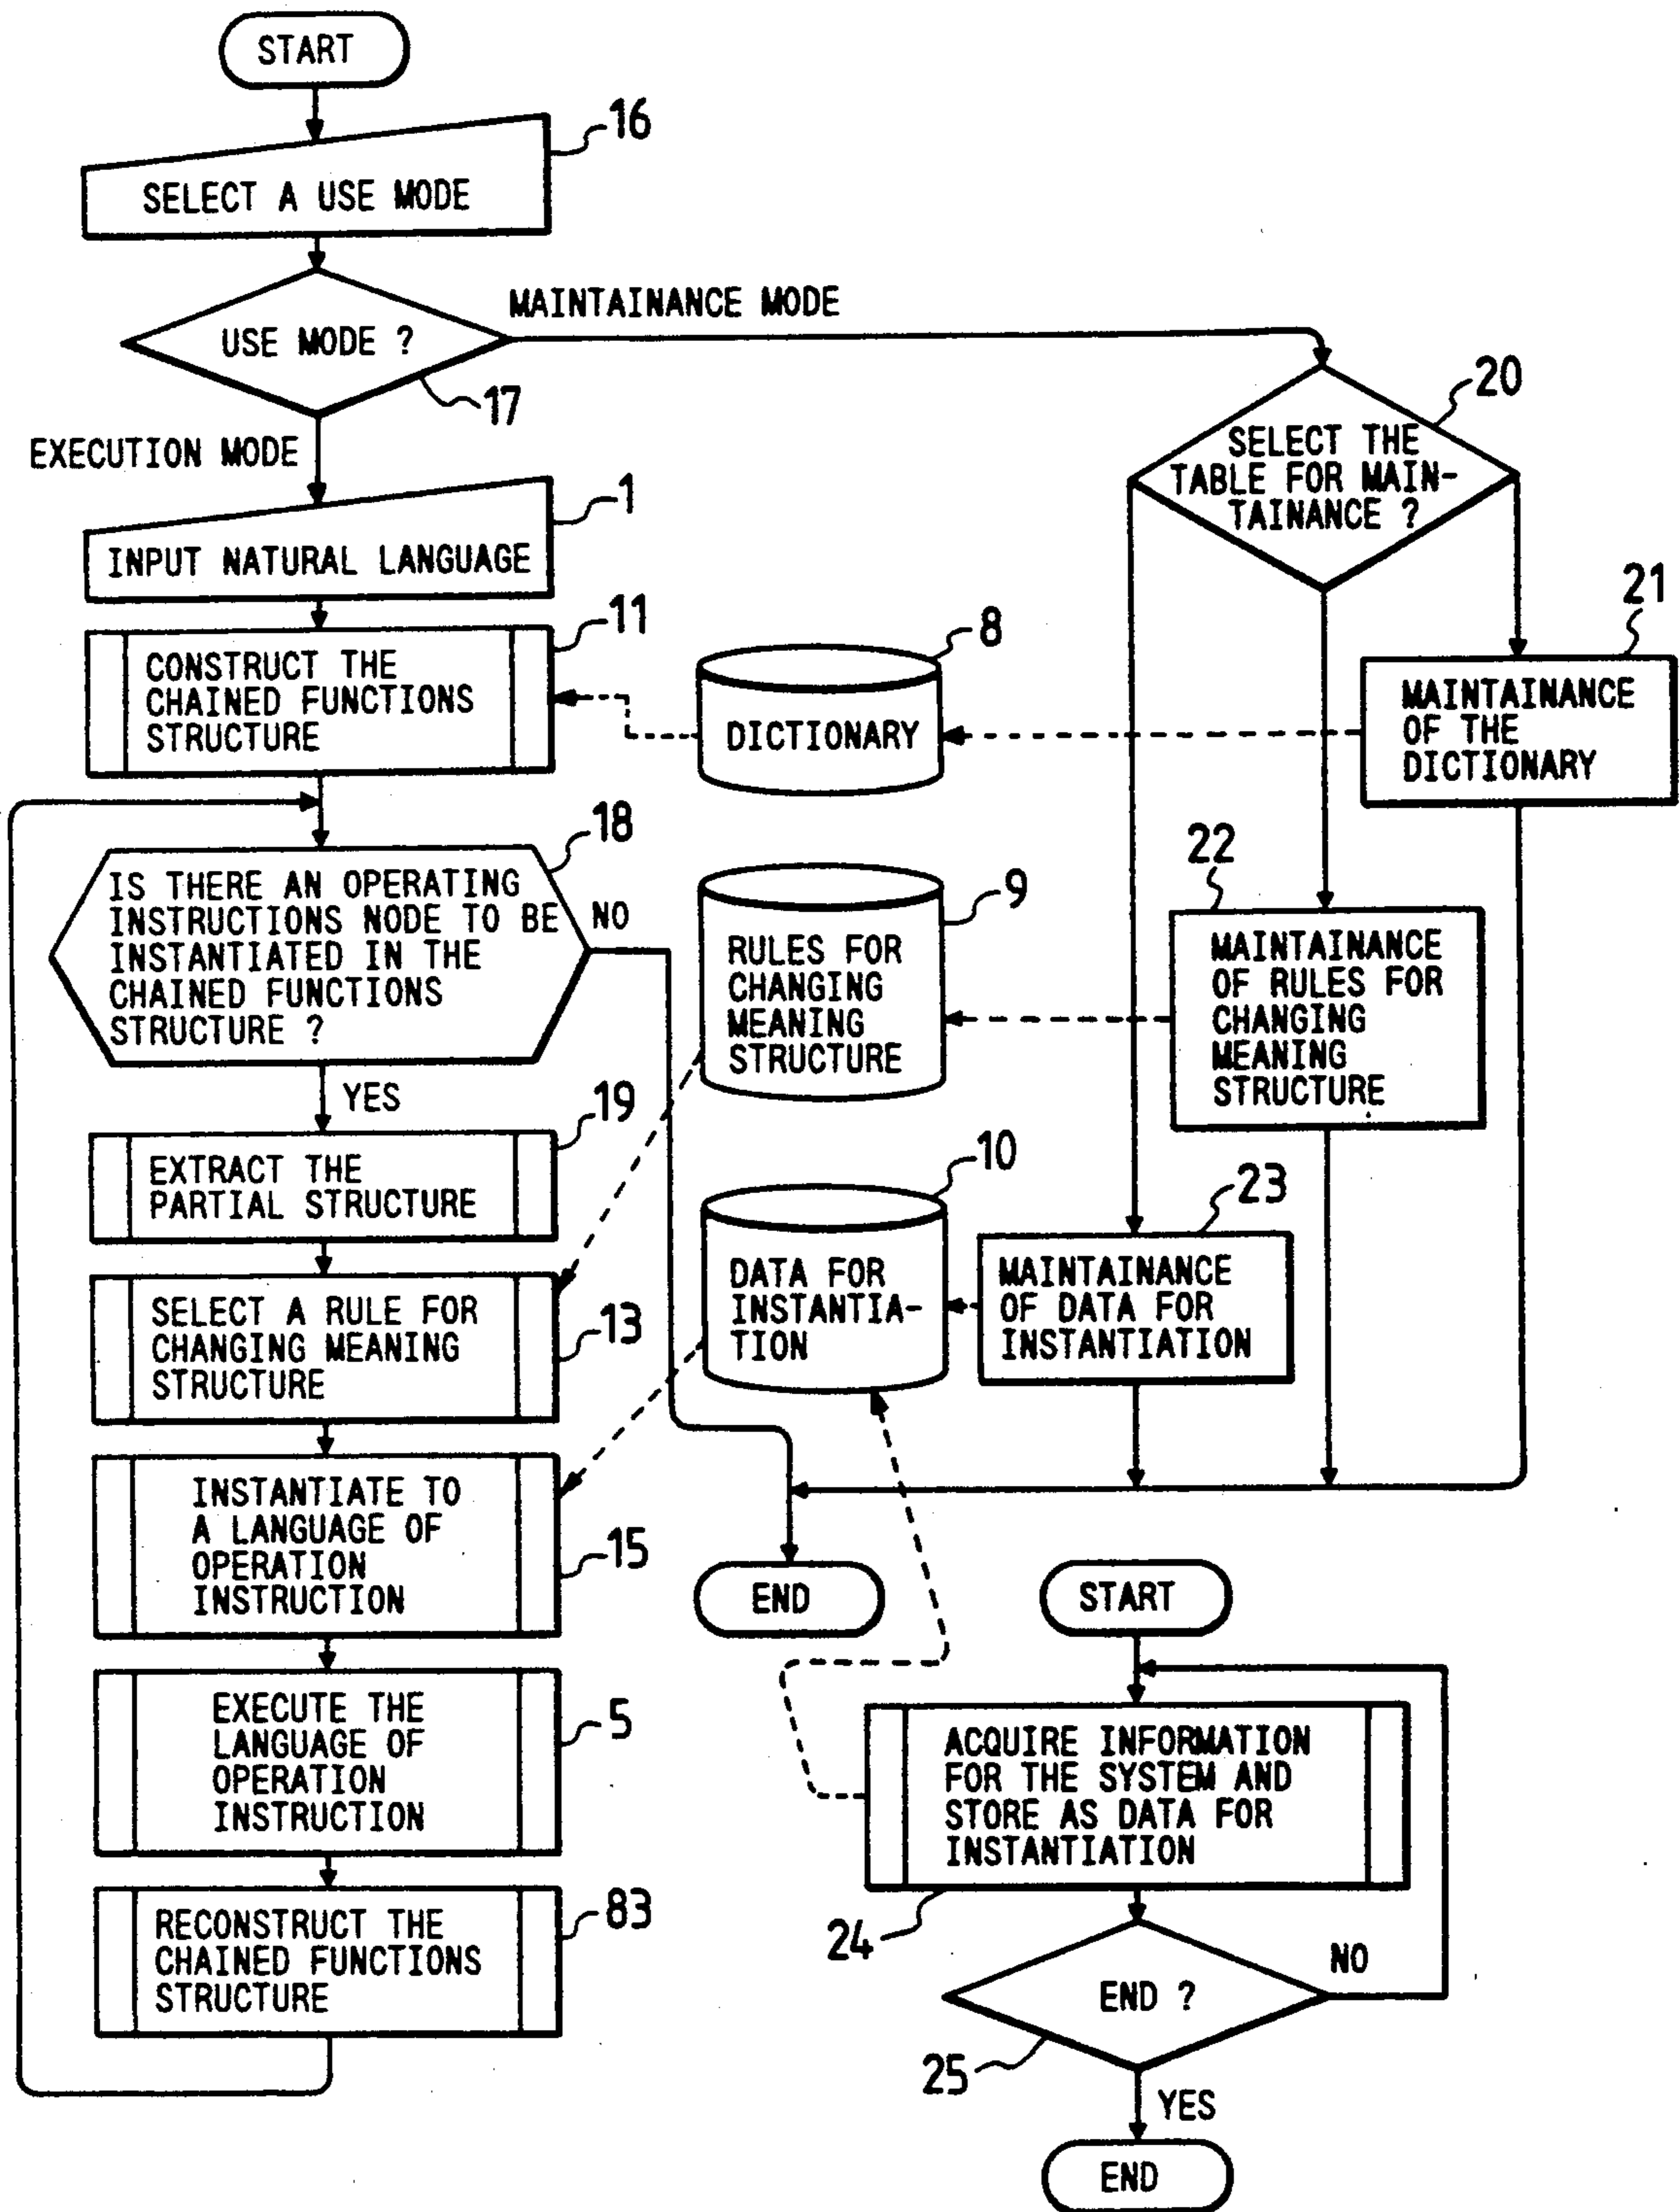 START
16
SELECT A USE MODE
MAINTAINANCE MODE
USE MODE ?
17
EXECUTION MODE
1
INPUT NATURAL LANGUAGE
11
CONSTRUCT THE
CHAINED FUNCTIONS
STRUCTURE
18
IS THERE AN OPERATING
INSTRUCTIONS NODE TO BE
INSTANTIATED IN THE
CHAINED FUNCTIONS
STRUCTURE ?
NO
YES
19
EXTRACT THE
PARTIAL STRUCTURE
SELECT A RULE FOR
CHANGING MEANING
STRUCTURE
13
INSTANTIATE TO
A LANGUAGE OF
OPERATION
INSTRUCTION
15
EXECUTE THE
LANGUAGE OF
OPERATION
INSTRUCTION
5
RECONSTRUCT THE
CHAINED FUNCTIONS
STRUCTURE
83
8
DICTIONARY
9
RULES FOR
CHANGING
MEANING
STRUCTURE
10
DATA FOR
INSTANTIA-
TION
END
20
SELECT THE
TABLE FOR MAIN-
TAINANCE ?
21
MAINTAINANCE
OF THE
DICTIONARY
22
MAINTAINANCE
OF RULES FOR
CHANGING
MEANING
STRUCTURE
23
MAINTAINANCE
OF DATA FOR
INSTANTIATION
START
ACQUIRE INFORMATION
FOR THE SYSTEM AND
STORE AS DATA FOR
INSTANTIATION
24
NO
END ?
25
YES
END